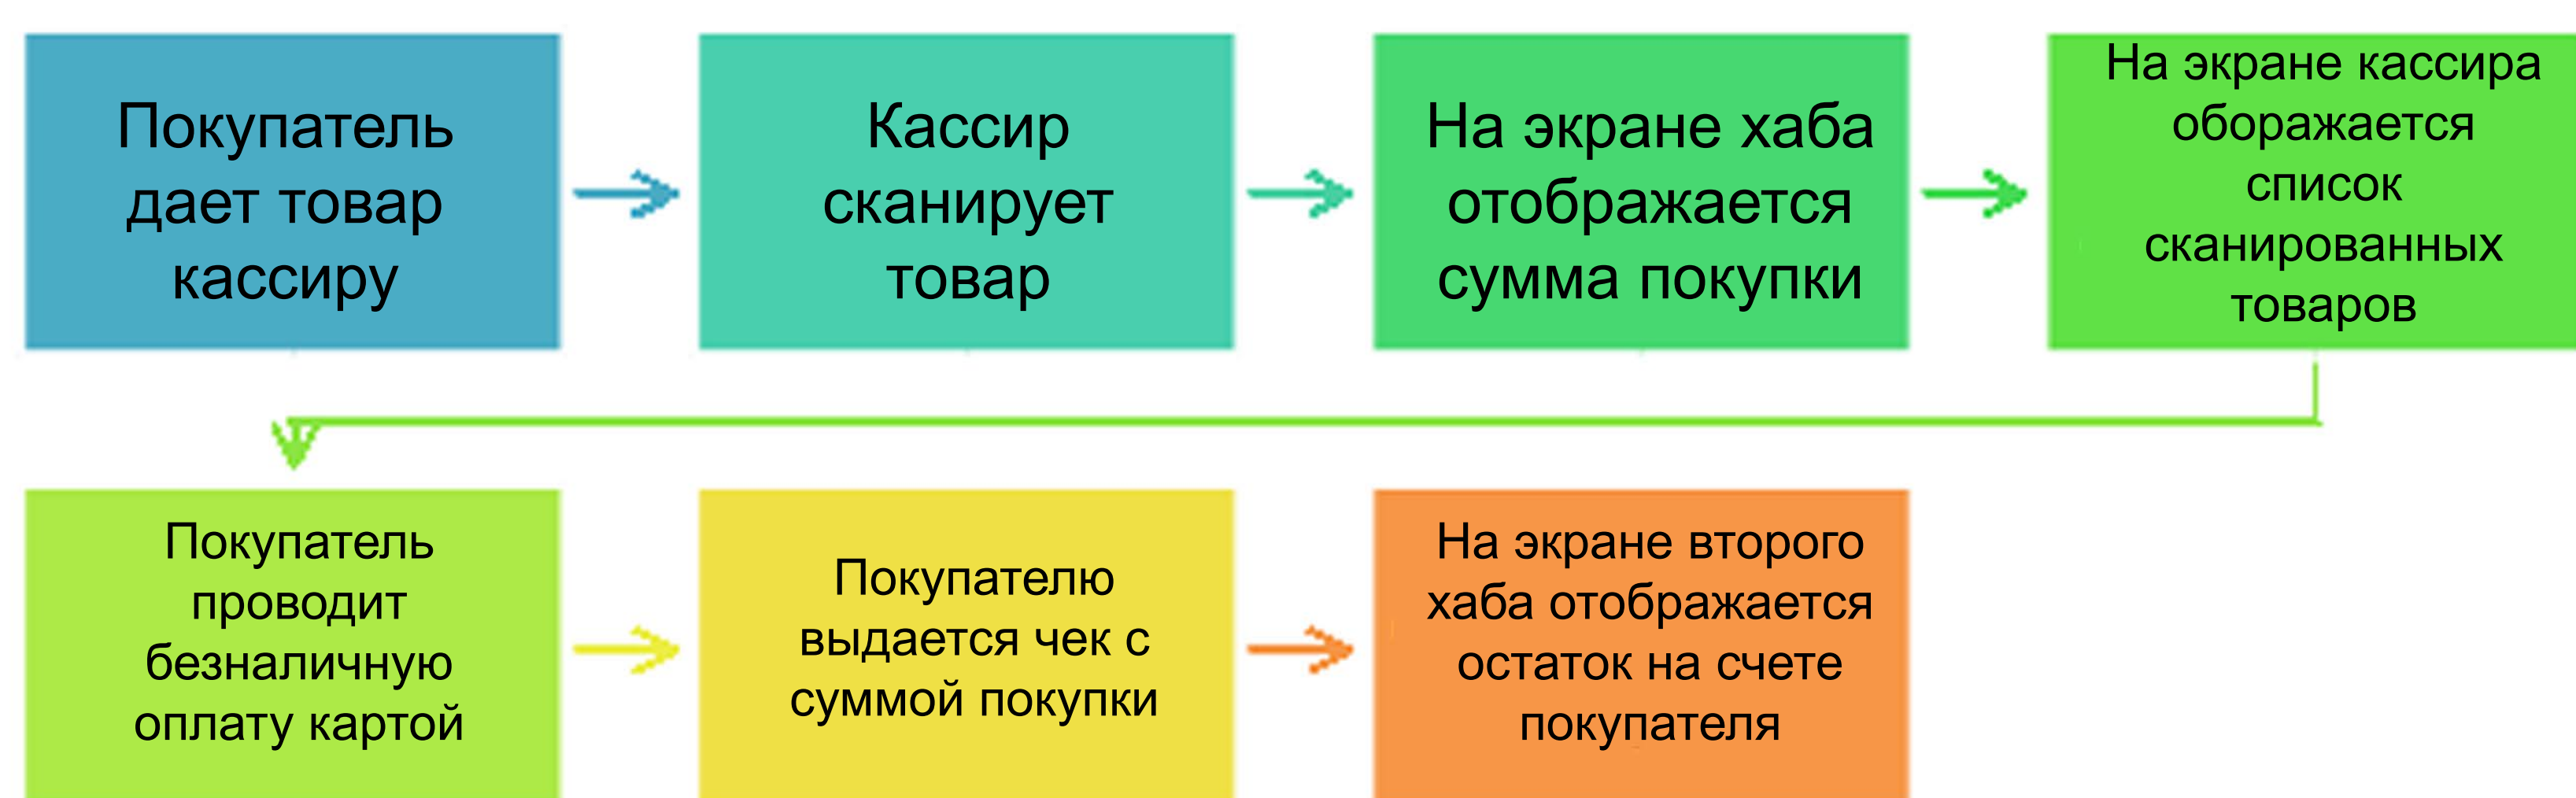 Покупатель
дает товар
кассиру
Кассир
сканирует
товар
На экране хаба
отображается
сумма покупки
На экране кассира
оборажается
список
сканированных
товаров
Покупатель
проводит
безналичную
оплату картой
Покупателю
выдается чек с
суммой покупки
На экране второго
хаба отображается
остаток на счете
покупателя